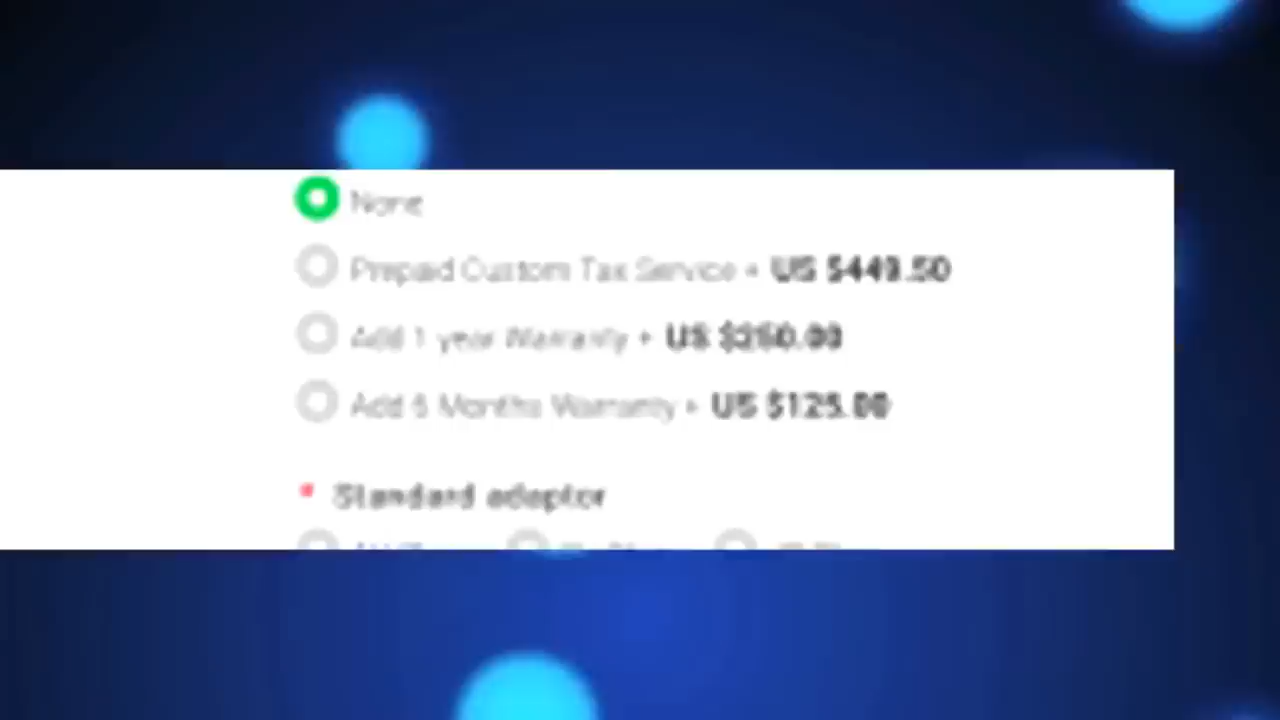 None
Prepaid Custom Tax Service + US $449.50
Add 1 year Warranty + US $250.00
Add 6 Months Warranty + US $125.00
* Standard adaptor